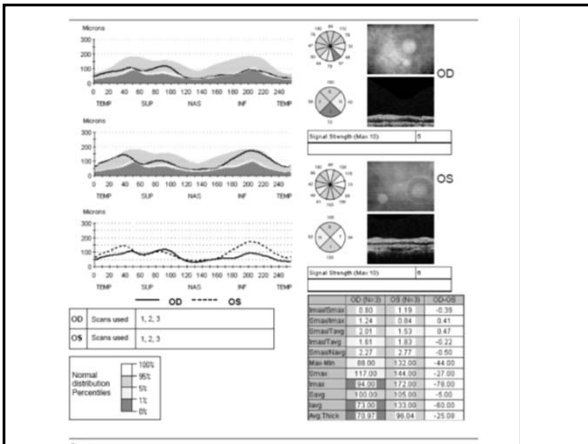 Microns
300
200
100
0
0 20 40 60 80 100 120 140 160 180 200 220 240
TEMP SUP NAS INF TEMP
OD
Signal Strength (Max 10) 5
Microns
300
200
100
0
0 20 40 60 80 100 120 140 160 180 200 220 240
TEMP SUP NAS INF TEMP
OS
Signal Strength (Max 10) 6
Microns
300
200
100
0
0 20 40 60 80 100 120 140 160 180 200 220 240
TEMP SUP NAS INF TEMP
OD OS
OD Scans used 1, 2, 3
OS Scans used 1, 2, 3
Normal
distribution
Percentiles
100%
95%
5%
1%
0%
OD (N=3) OS (N=3) OD-OS
Imax/Smax 0.80 1.19 -0.39
Smax/Imax 1.24 0.84 0.41
Smax/Tavg 2.01 1.53 0.47
Imax/Tavg 1.61 1.83 -0.22
Smax/Navg 2.27 2.77 -0.50
Max-Min 88.00 132.00 -44.00
Smax 117.00 144.00 -27.00
Imax 94.00 172.00 -78.00
Savg 100.00 105.00 -5.00
Iavg 73.00 133.00 -60.00
Avg.Thick 70.97 96.04 -25.08